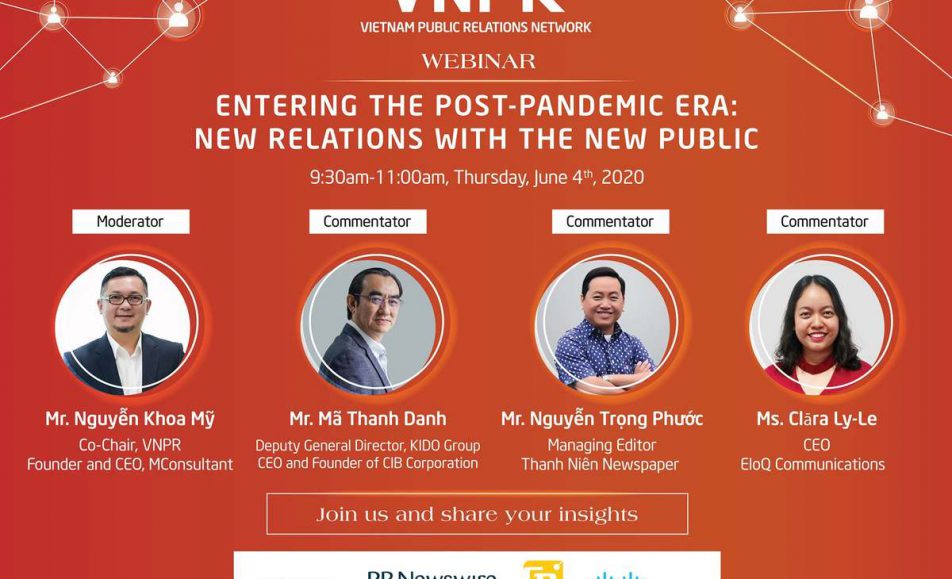 VNPR
VIETNAM PUBLIC RELATIONS NETWORK
WEBINAR
ENTERING THE POST-PANDEMIC ERA:
NEW RELATIONS WITH THE NEW PUBLIC
9:30am-11:00am, Thursday, June 4th, 2020
Moderator
Commentator
Commentator
Commentator
Mr. Nguyễn Khoa Mỹ
Co-Chair, VNPR
Founder and CEO, MConsultant
Mr. Mã Thanh Danh
Deputy General Director, KIDO Group
CEO and Founder of CIB Corporation
Mr. Nguyễn Trọng Phước
Managing Editor
Thanh Niên Newspaper
Ms. Clāra Ly-Le
CEO
EloQ Communications
Join us and share your insights
PR Newswire